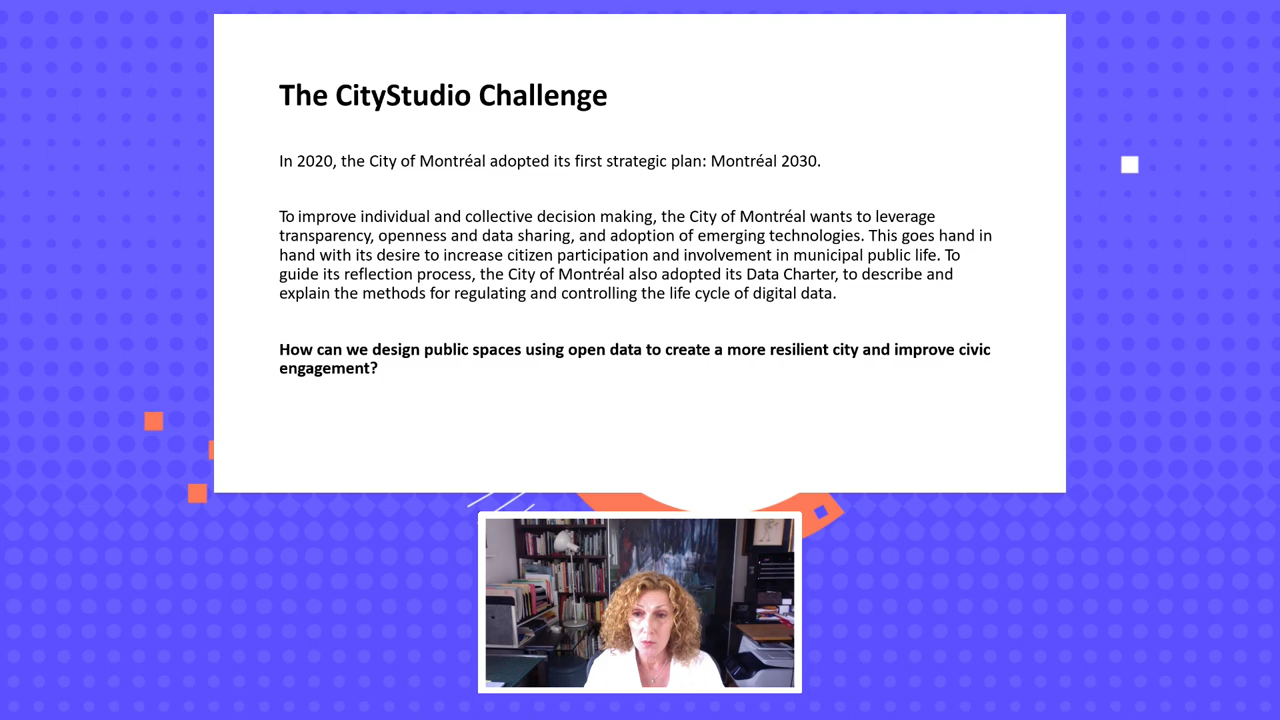 The CityStudio Challenge
In 2020, the City of Montréal adopted its first strategic plan: Montréal 2030.
To improve individual and collective decision making, the City of Montréal wants to leverage
transparency, openness and data sharing, and adoption of emerging technologies. This goes hand in
hand with its desire to increase citizen participation and involvement in municipal public life. To
guide its reflection process, the City of Montréal also adopted its Data Charter, to describe and
explain the methods for regulating and controlling the life cycle of digital data.
How can we design public spaces using open data to create a more resilient city and improve civic
engagement?